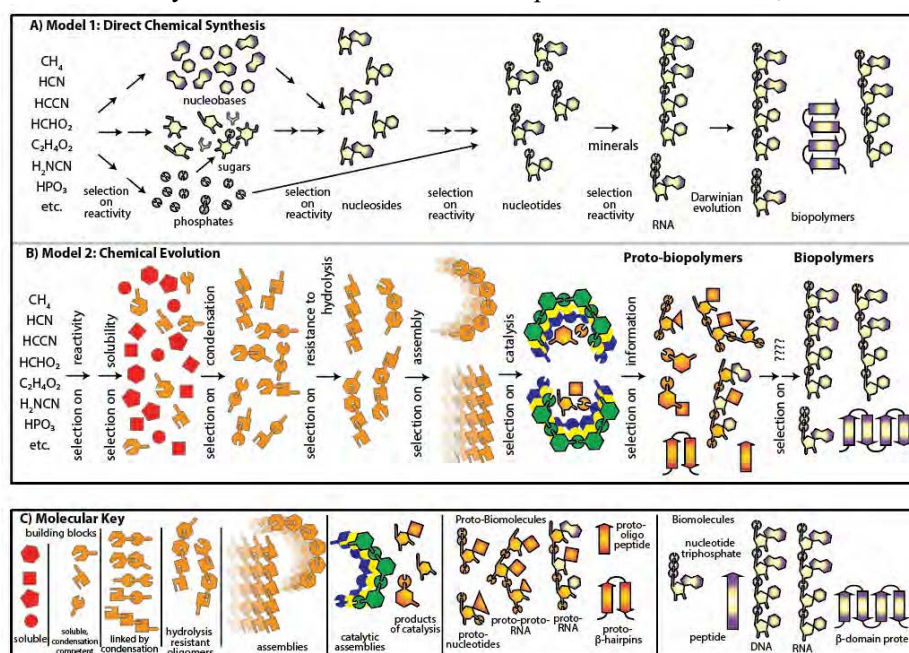 A) Model 1: Direct Chemical Synthesis
CH4
HCN
HCCN
HCHO2
C2H4O2
H2NCN
HPO3
etc.
selection
on
reactivity
nucleobases
sugars
phosphates
selection
on
reactivity
nucleosides
selection
on
reactivity
nucleotides
minerals
selection
on
reactivity
RNA
Darwinian
evolution
biopolymers
B) Model 2: Chemical Evolution
Proto-biopolymers
Biopolymers
CH4
HCN
HCCN
HCHO2
C2H4O2
H2NCN
HPO3
etc.
selection on reactivity
selection on solubility
selection on condensation
selection on resistance to
hydrolysis
selection on assembly
selection on catalysis
selection on information
selection on ????
C) Molecular Key
building blocks
soluble
soluble,
condensation
competent
linked by
condensation
hydrolysis
resistant
oligomers
assemblies
catalytic
assemblies
products
of catalysis
Proto-Biomolecules
proto-
nucleotides
proto-proto-
RNA
proto-
RNA
proto-
oligo
peptide
proto-
β-hairpins
Biomolecules
nucleotide
triphosphate
peptide
DNA
RNA
β-domain protei